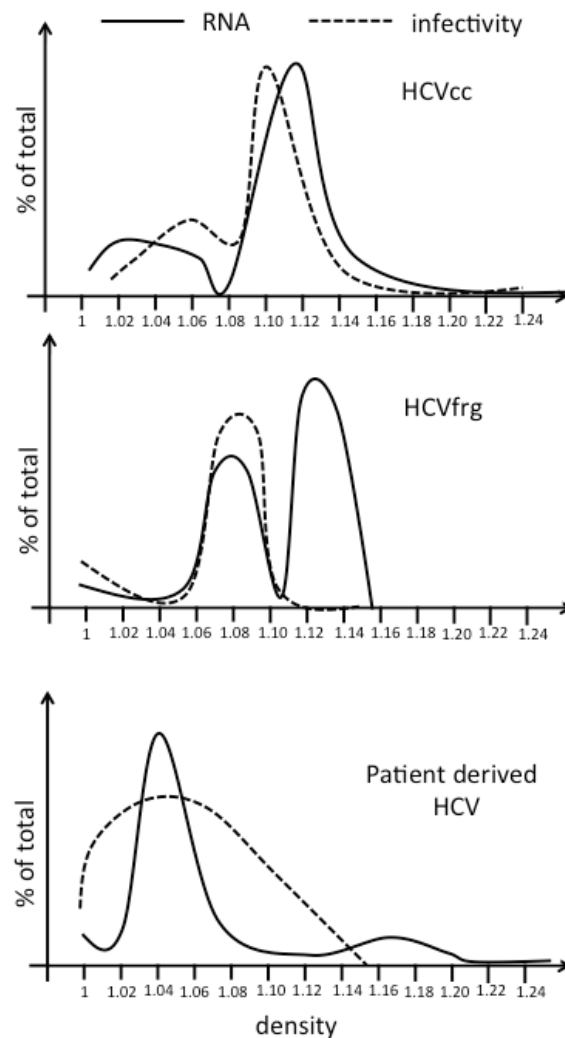 RNA infectivity
HCVcc
% of total
1 1.02 1.04 1.06 1.08 1.10 1.12 1.14 1.16 1.18 1.20 1.22 1.24
HCVfrg
% of total
1 1.02 1.04 1.06 1.08 1.10 1.12 1.14 1.16 1.18 1.20 1.22 1.24
Patient derived
HCV
% of total
1 1.02 1.04 1.06 1.08 1.10 1.12 1.14 1.16 1.18 1.20 1.22 1.24
density